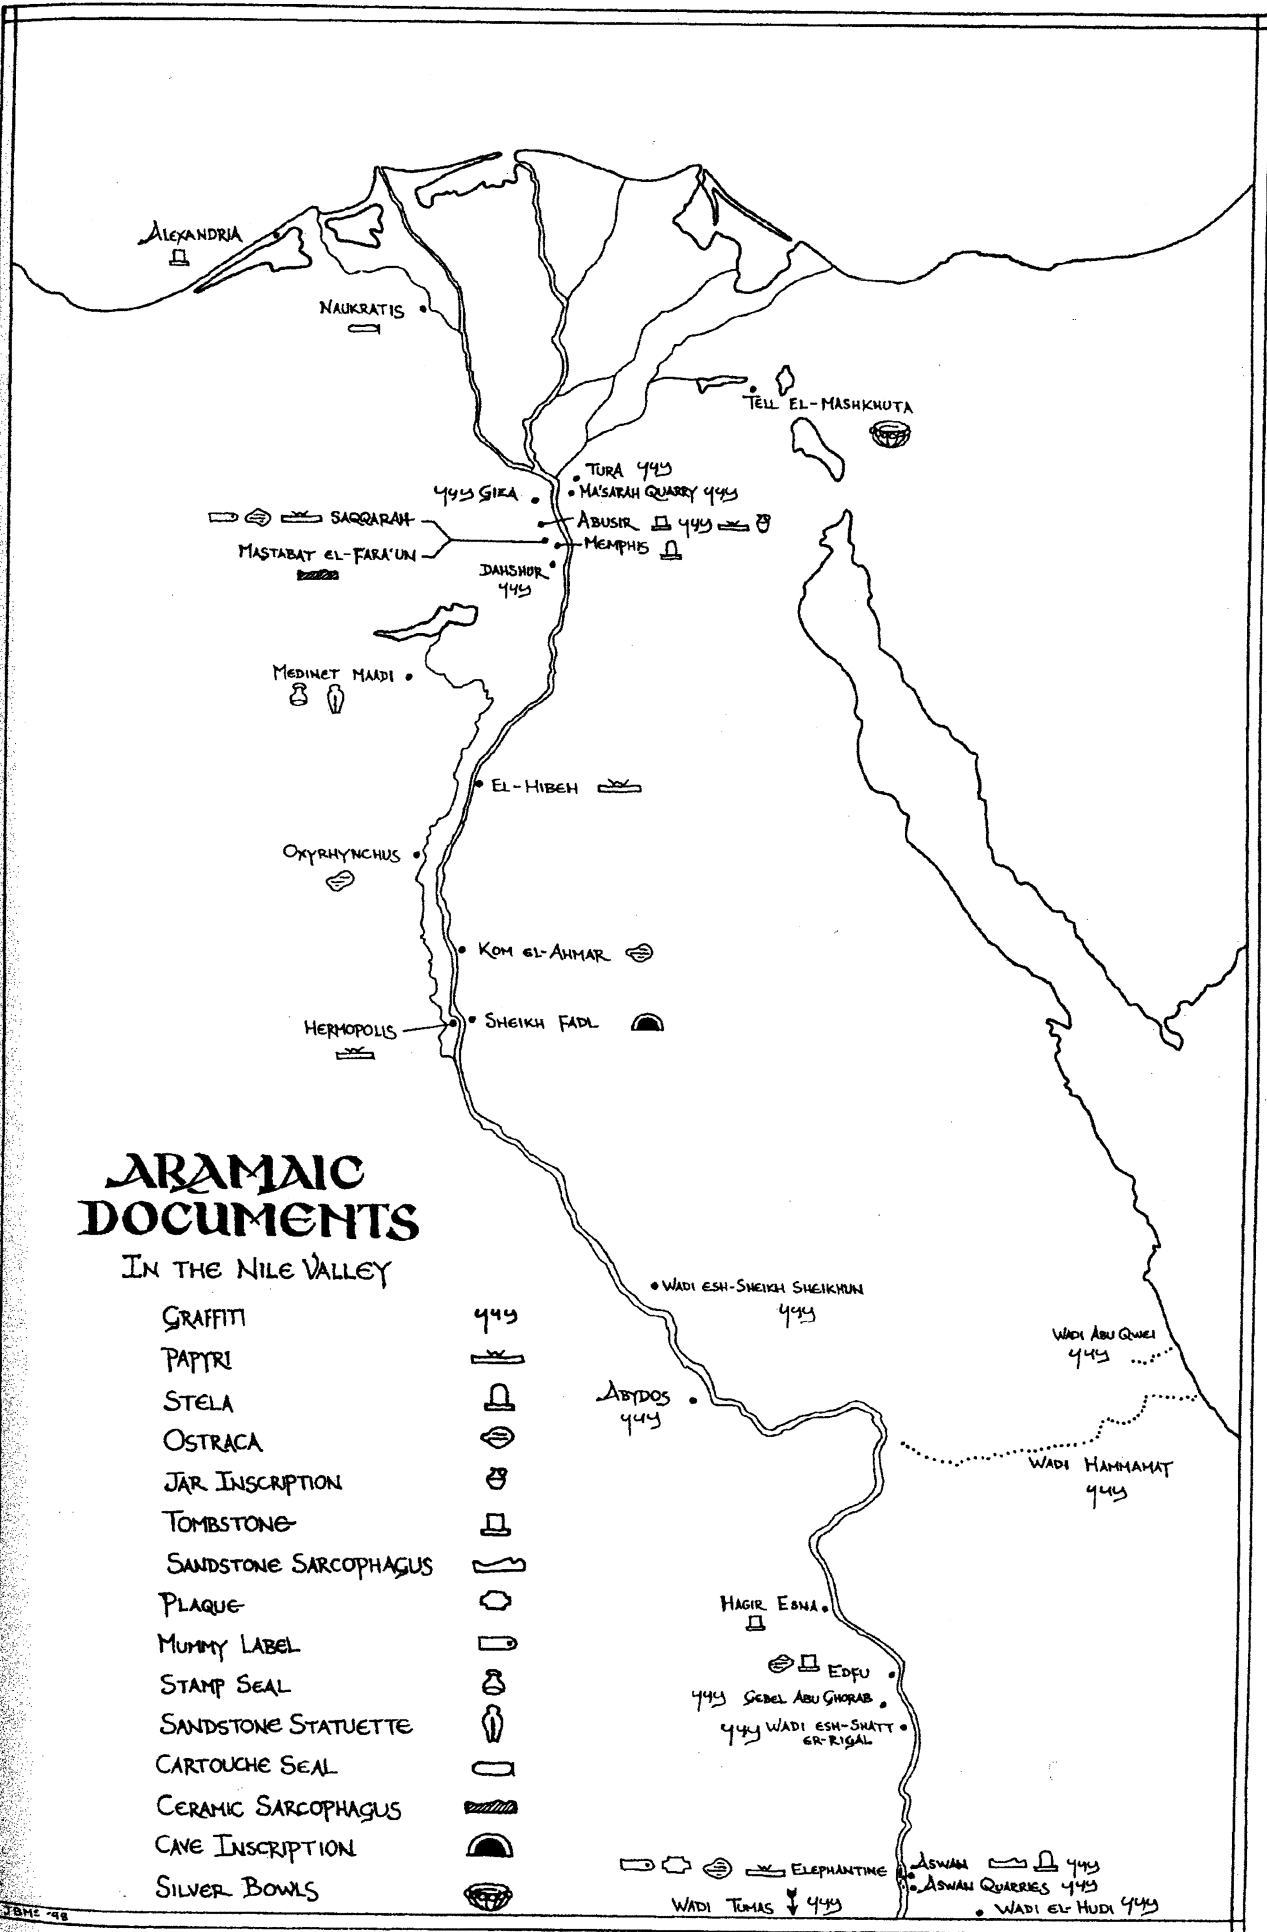 ALEXANDRIA
NAUKRATIS
TELL EL-MASHKHUTA
TURA
GIZA
MA'SARAH QUARRY
SAQQARAH
ABUSIR
MASTABAT EL-FARA'UN
MEMPHIS
DAHSHUR
MEDINET MAADI
EL-HIBEH
OXYRHYNCHUS
KOM EL-AHMAR
HERMOPOLIS
SHEIKH FADL
ARAMAIC
DOCUMENTS
IN THE NILE VALLEY
GRAFFITI
PAPYRI
STELA
OSTRACA
JAR INSCRIPTION
TOMBSTONE
SANDSTONE SARCOPHAGUS
PLAQUE
MUMMY LABEL
STAMP SEAL
SANDSTONE STATUETTE
CARTOUCHE SEAL
CERAMIC SARCOPHAGUS
CAVE INSCRIPTION
SILVER BOWLS
WADI ESH-SHEIKH SHEIKHUN
WADI ABU QWEI
ABYDOS
WADI HAMMAMAT
HAGIR ESNA
EDFU
GEBEL ABU GHORAB
WADI ESH-SHATT
ER-RIGAL
ELEPHANTINE
ASWAN
ASWAN QUARRIES
WADI TUMAS
WADI EL-HUDI